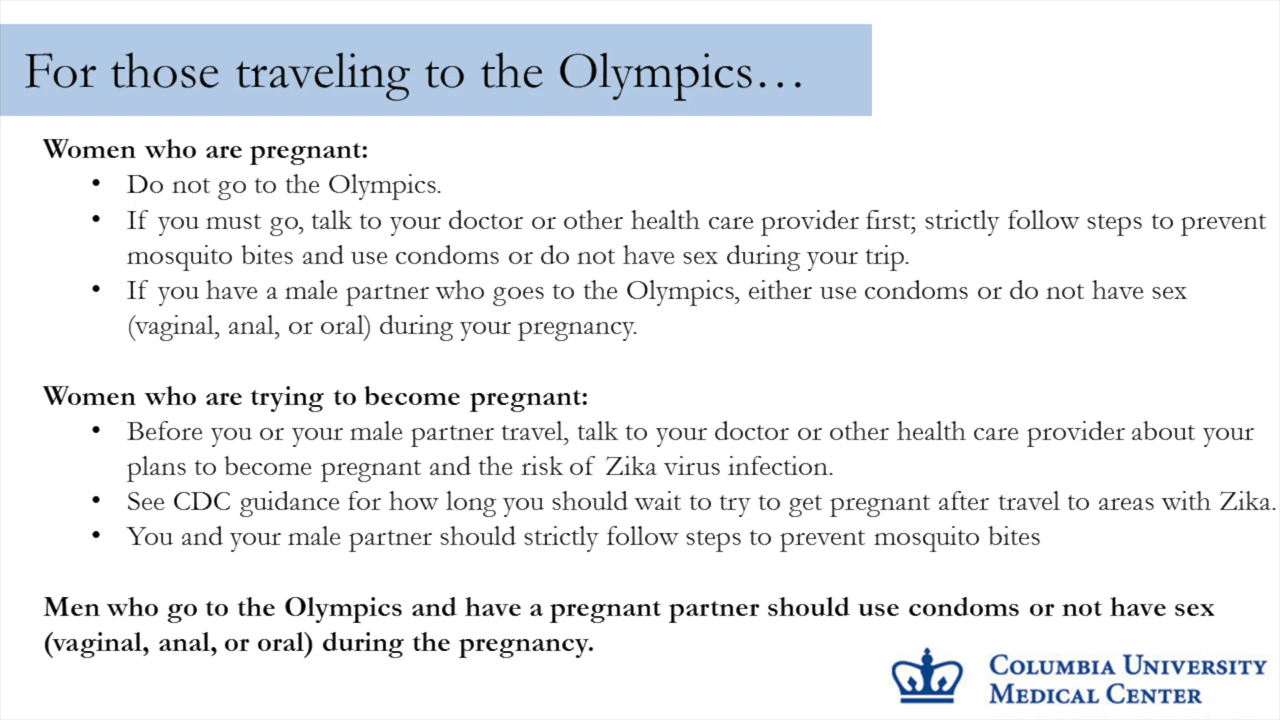 For those traveling to the Olympics…
Women who are pregnant:
• Do not go to the Olympics.
• If you must go, talk to your doctor or other health care provider first; strictly follow steps to prevent
mosquito bites and use condoms or do not have sex during your trip.
• If you have a male partner who goes to the Olympics, either use condoms or do not have sex
(vaginal, anal, or oral) during your pregnancy.
Women who are trying to become pregnant:
• Before you or your male partner travel, talk to your doctor or other health care provider about your
plans to become pregnant and the risk of Zika virus infection.
• See CDC guidance for how long you should wait to try to get pregnant after travel to areas with Zika.
• You and your male partner should strictly follow steps to prevent mosquito bites
Men who go to the Olympics and have a pregnant partner should use condoms or not have sex
(vaginal, anal, or oral) during the pregnancy.
COLUMBIA UNIVERSITY
MEDICAL CENTER